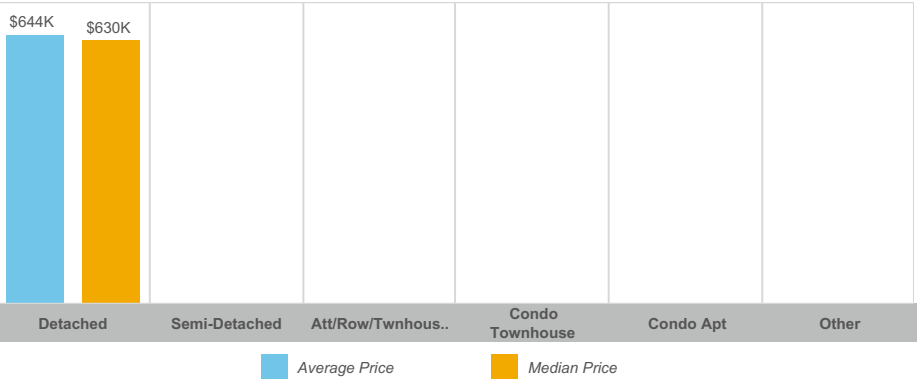 $644K
$630K
Detached
Semi-Detached
Att/Row/Twnhous..
Condo
Townhouse
Condo Apt
Other
Average Price
Median Price